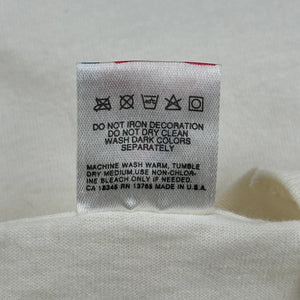 DO NOT IRON DECORATION
DO NOT DRY CLEAN
WASH DARK COLORS
SEPARATELY
MACHINE WASH WARM, TUMBLE
DRY MEDIUM, USE NON-CHLOR-
INE BLEACH ONLY IF NEEDED.
CA 18345 RN 13765 MADE IN U.S.A.